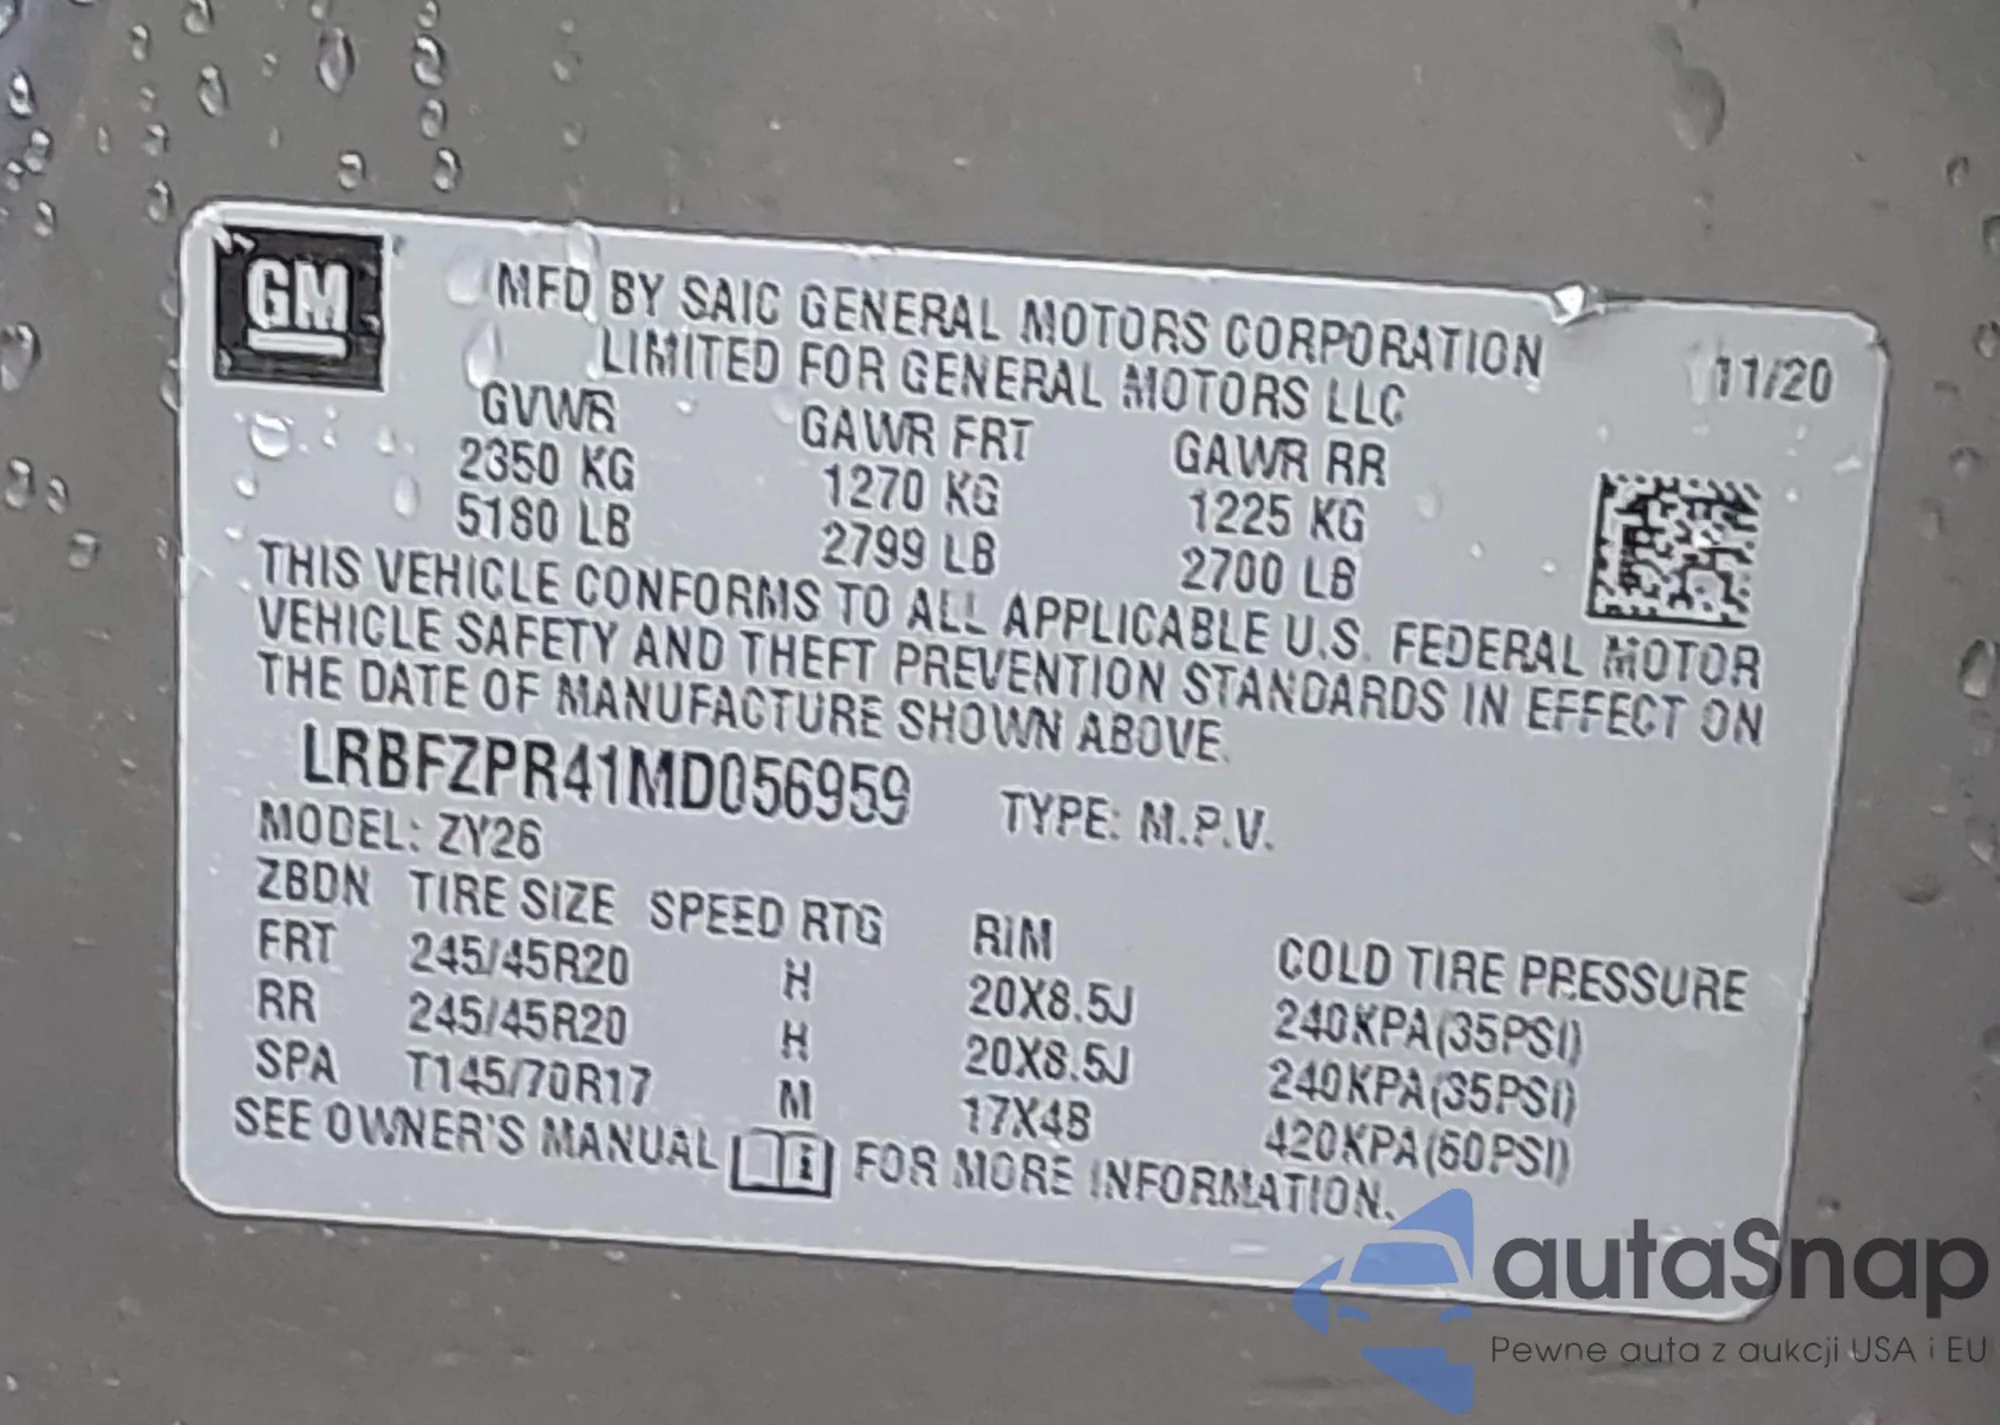 GM
MFD BY SAIC GENERAL MOTORS CORPORATION
LIMITED FOR GENERAL MOTORS LLC
11/20
GVWR GAWR FRT GAWR RR
2350 KG 1270 KG 1225 KG
5180 LB 2799 LB 2700 LB
THIS VEHICLE CONFORMS TO ALL APPLICABLE U.S. FEDERAL MOTOR
VEHICLE SAFETY AND THEFT PREVENTION STANDARDS IN EFFECT ON
THE DATE OF MANUFACTURE SHOWN ABOVE.
LRBFZPR41MD056959 TYPE: M.P.V.
MODEL: ZY26
ZBDN TIRE SIZE SPEED RTG RIM COLD TIRE PRESSURE
FRT 245/45R20 H 20X8.5J 240KPA(35PSI)
RR 245/45R20 H 20X8.5J 240KPA(35PSI)
SPA T145/70R17 M 17X4B 420KPA(60PSI)
SEE OWNER'S MANUAL i FOR MORE INFORMATION.
autaSnap
Pewne auta z aukcji USA i EU